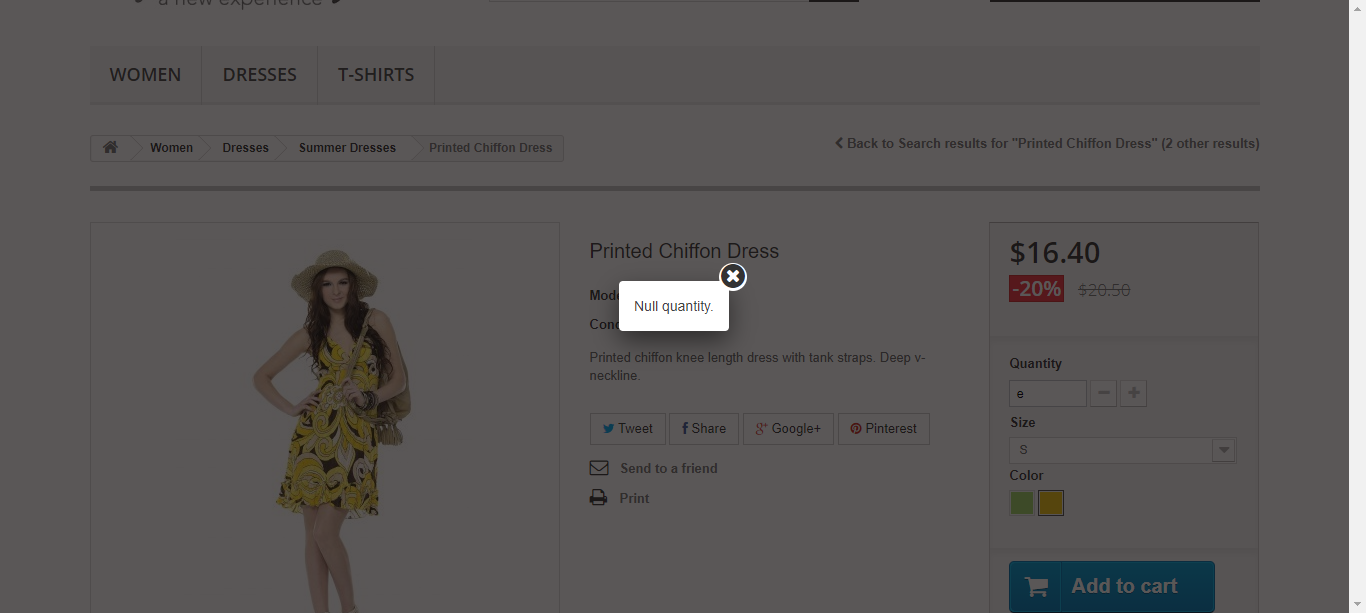 a new experience
WOMEN
DRESSES
T-SHIRTS
Women
Dresses
Summer Dresses
Printed Chiffon Dress
Back to Search results for "Printed Chiffon Dress" (2 other results)
Printed Chiffon Dress
Null quantity.
Printed chiffon knee length dress with tank straps. Deep v-
neckline.
Tweet
Share
Google+
Pinterest
Send to a friend
Print
$16.40
-20% $20.50
Quantity
e
Size
S
Color
Add to cart